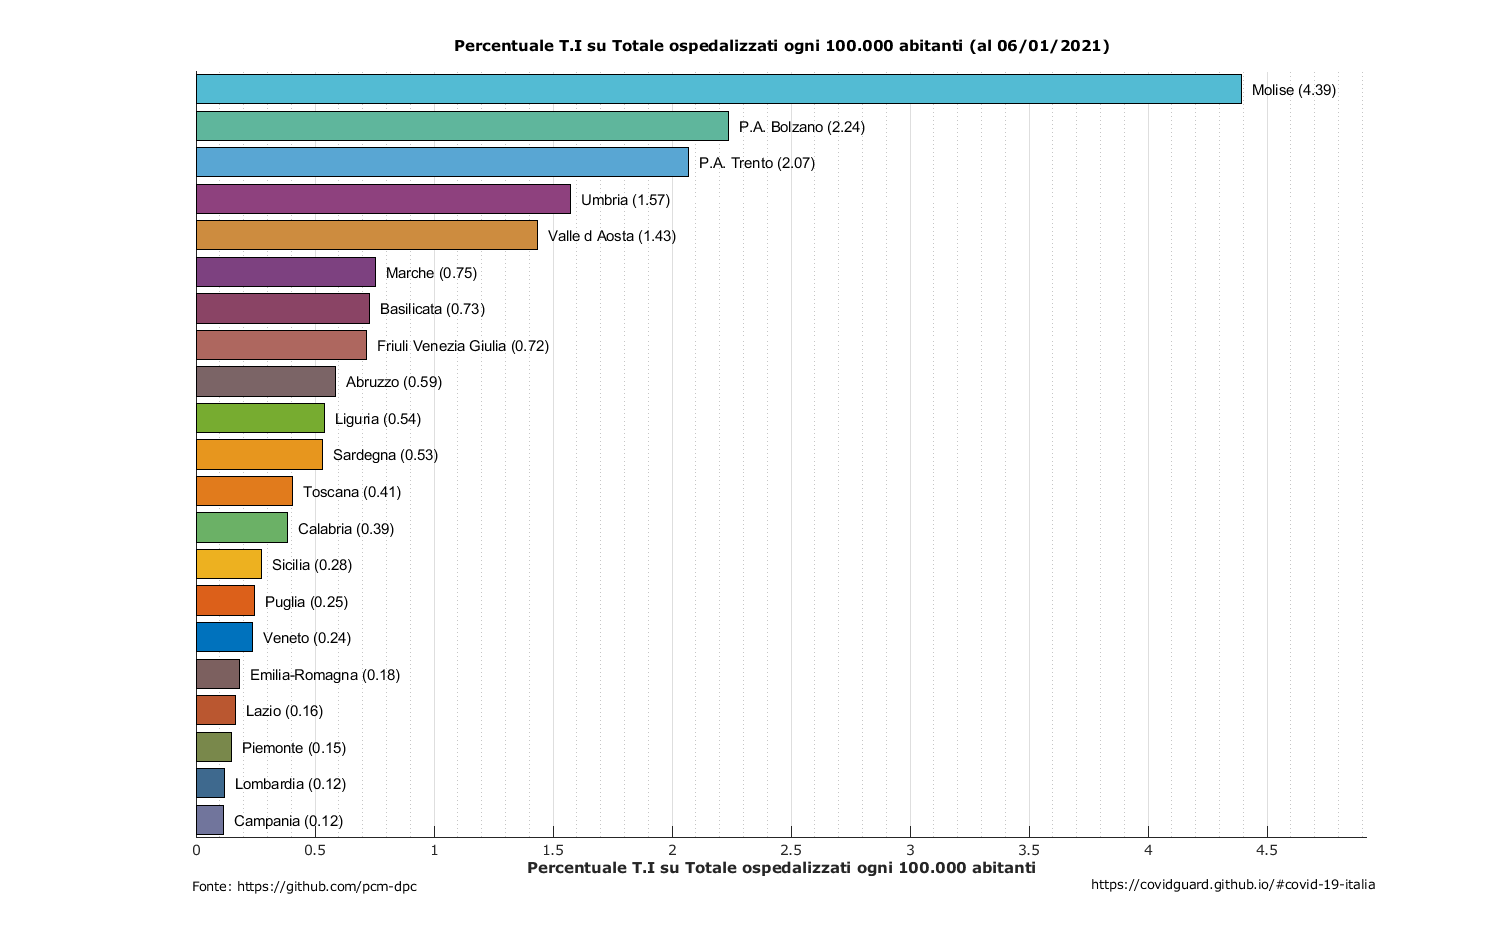 Percentuale T.I su Totale ospedalizzati ogni 100.000 abitanti (al 06/01/2021)
Molise (4.39)
P.A. Bolzano (2.24)
P.A. Trento (2.07)
Umbria (1.57)
Valle d Aosta (1.43)
Marche (0.75)
Basilicata (0.73)
Friuli Venezia Giulia (0.72)
Abruzzo (0.59)
Liguria (0.54)
Sardegna (0.53)
Toscana (0.41)
Calabria (0.39)
Sicilia (0.28)
Puglia (0.25)
Veneto (0.24)
Emilia-Romagna (0.18)
Lazio (0.16)
Piemonte (0.15)
Lombardia (0.12)
Campania (0.12)
0 0.5 1 1.5 2 2.5 3 3.5 4 4.5
Percentuale T.I su Totale ospedalizzati ogni 100.000 abitanti
Fonte: https://github.com/pcm-dpc
https://covidguard.github.io/#covid-19-italia